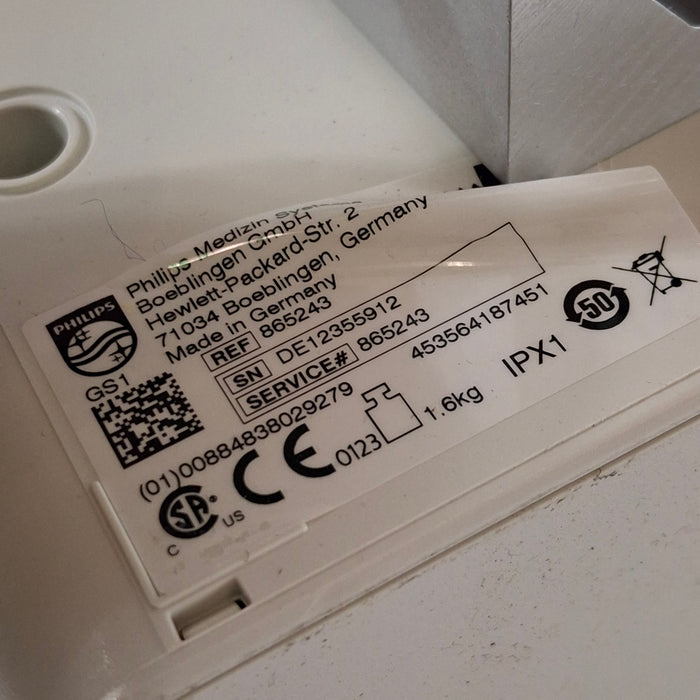 PHILIPS
Philips Medizin Systeme
Boeblingen GmbH
Hewlett-Packard-Str. 2
71034 Boeblingen, Germany
Made in Germany
REF 865243
SN DE12355912
SERVICE# 865243
453564187451
GS1
(01)00884838029279
CE 0123
1.6kg
IPX1
50
C SA® US